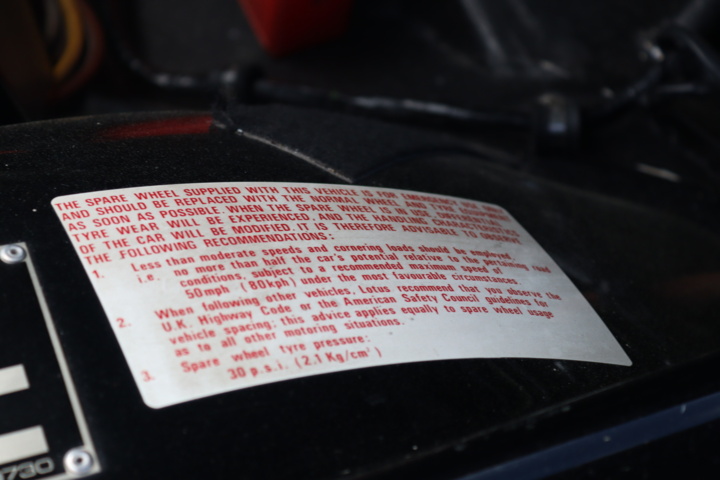 THE SPARE WHEEL SUPPLIED WITH THIS VEHICLE IS FOR EMERGENCY
AND SHOULD BE REPLACED WITH THE NORMAL WHEEL
AS SOON AS POSSIBLE. WHEN THE SPARE WHEEL IS IN USE,
TYRE WEAR WILL BE EXPERIENCED, AND THE HANDLING
OF THE CAR WILL BE MODIFIED. IT IS THEREFORE ADVISABLE TO
THE FOLLOWING RECOMMENDATIONS:
1. Less than moderate speeds and cornering loads should be employed,
i.e. no more than half the car's potential relative to the prevailing road
conditions, subject to a recommended maximum speed of
50mph (80kph) under the most favourable circumstances.
2. When following other vehicles, Lotus recommend that you observe the
U.K. Highway Code or the American Safety Council guidelines for
vehicle spacing; this advice applies equally to spare wheel usage
as to all other motoring situations.
3. Spare wheel tyre pressure:
30 p.s.i. (2.1 Kg/cm²)
730